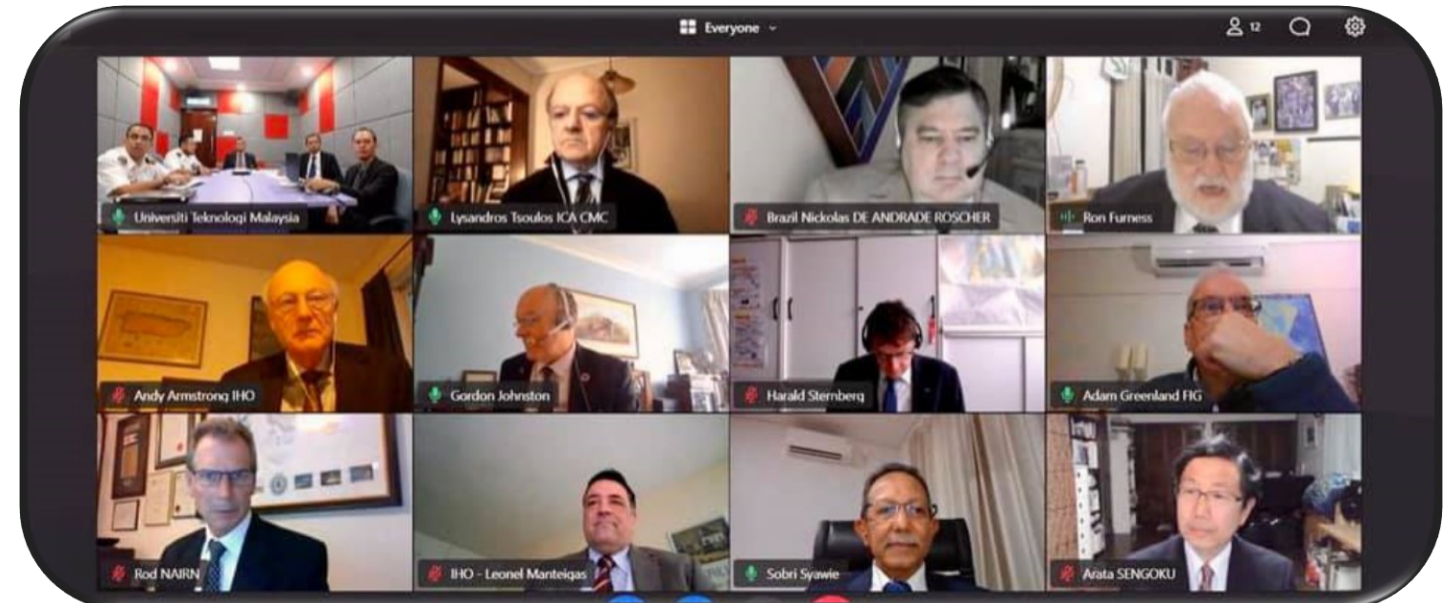 Everyone
12
Universiti Teknologi Malaysia
Lysandros Tsoulos ICA CMC
Brazil Nickolas DE ANDRADE ROSCHER
Ron Furness
Andy Armstrong IHO
Gordon Johnston
Harald Sternberg
Adam Greenland FIG
Rod NAIRN
IHO - Leonel Manteigas
Sobri Syawie
Arata SENGOKU